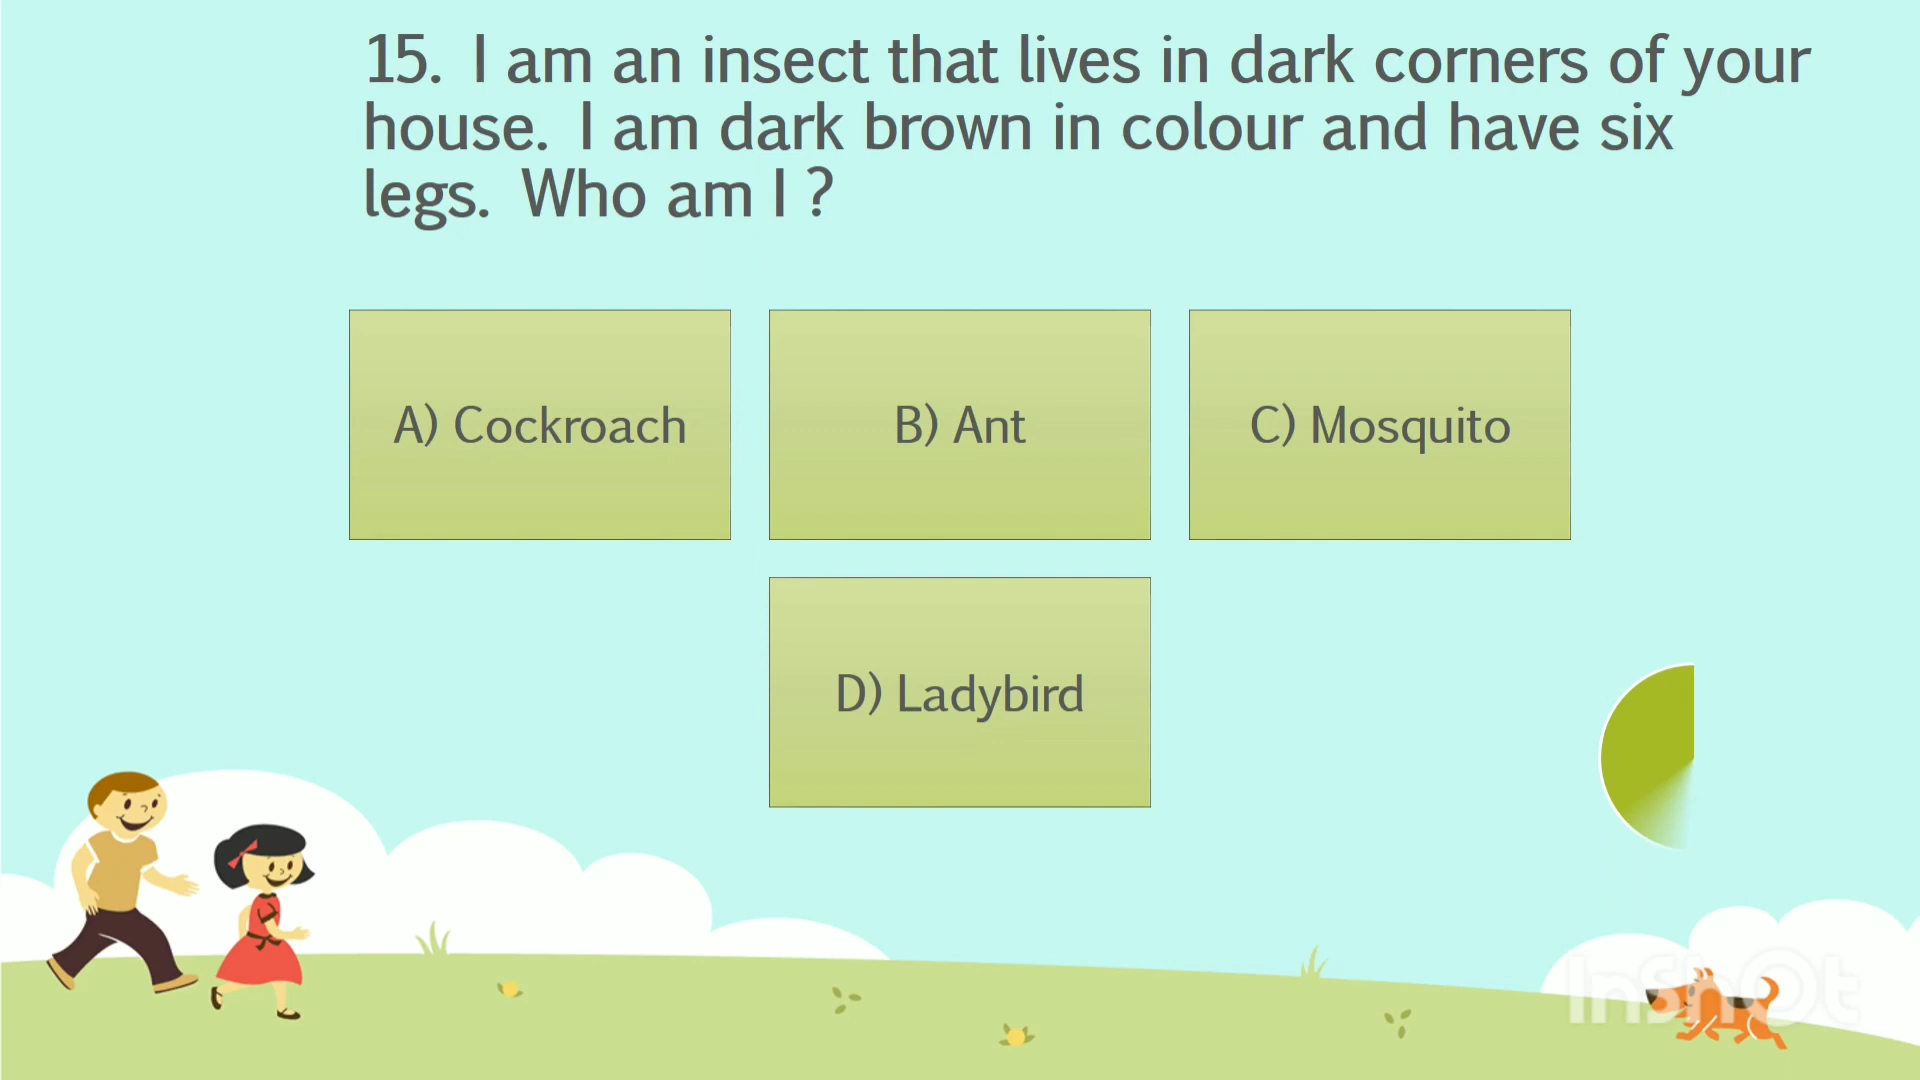 15. I am an insect that lives in dark corners of your
house. I am dark brown in colour and have six
legs. Who am I ?
A) Cockroach
B) Ant
C) Mosquito
D) Ladybird
InShOt